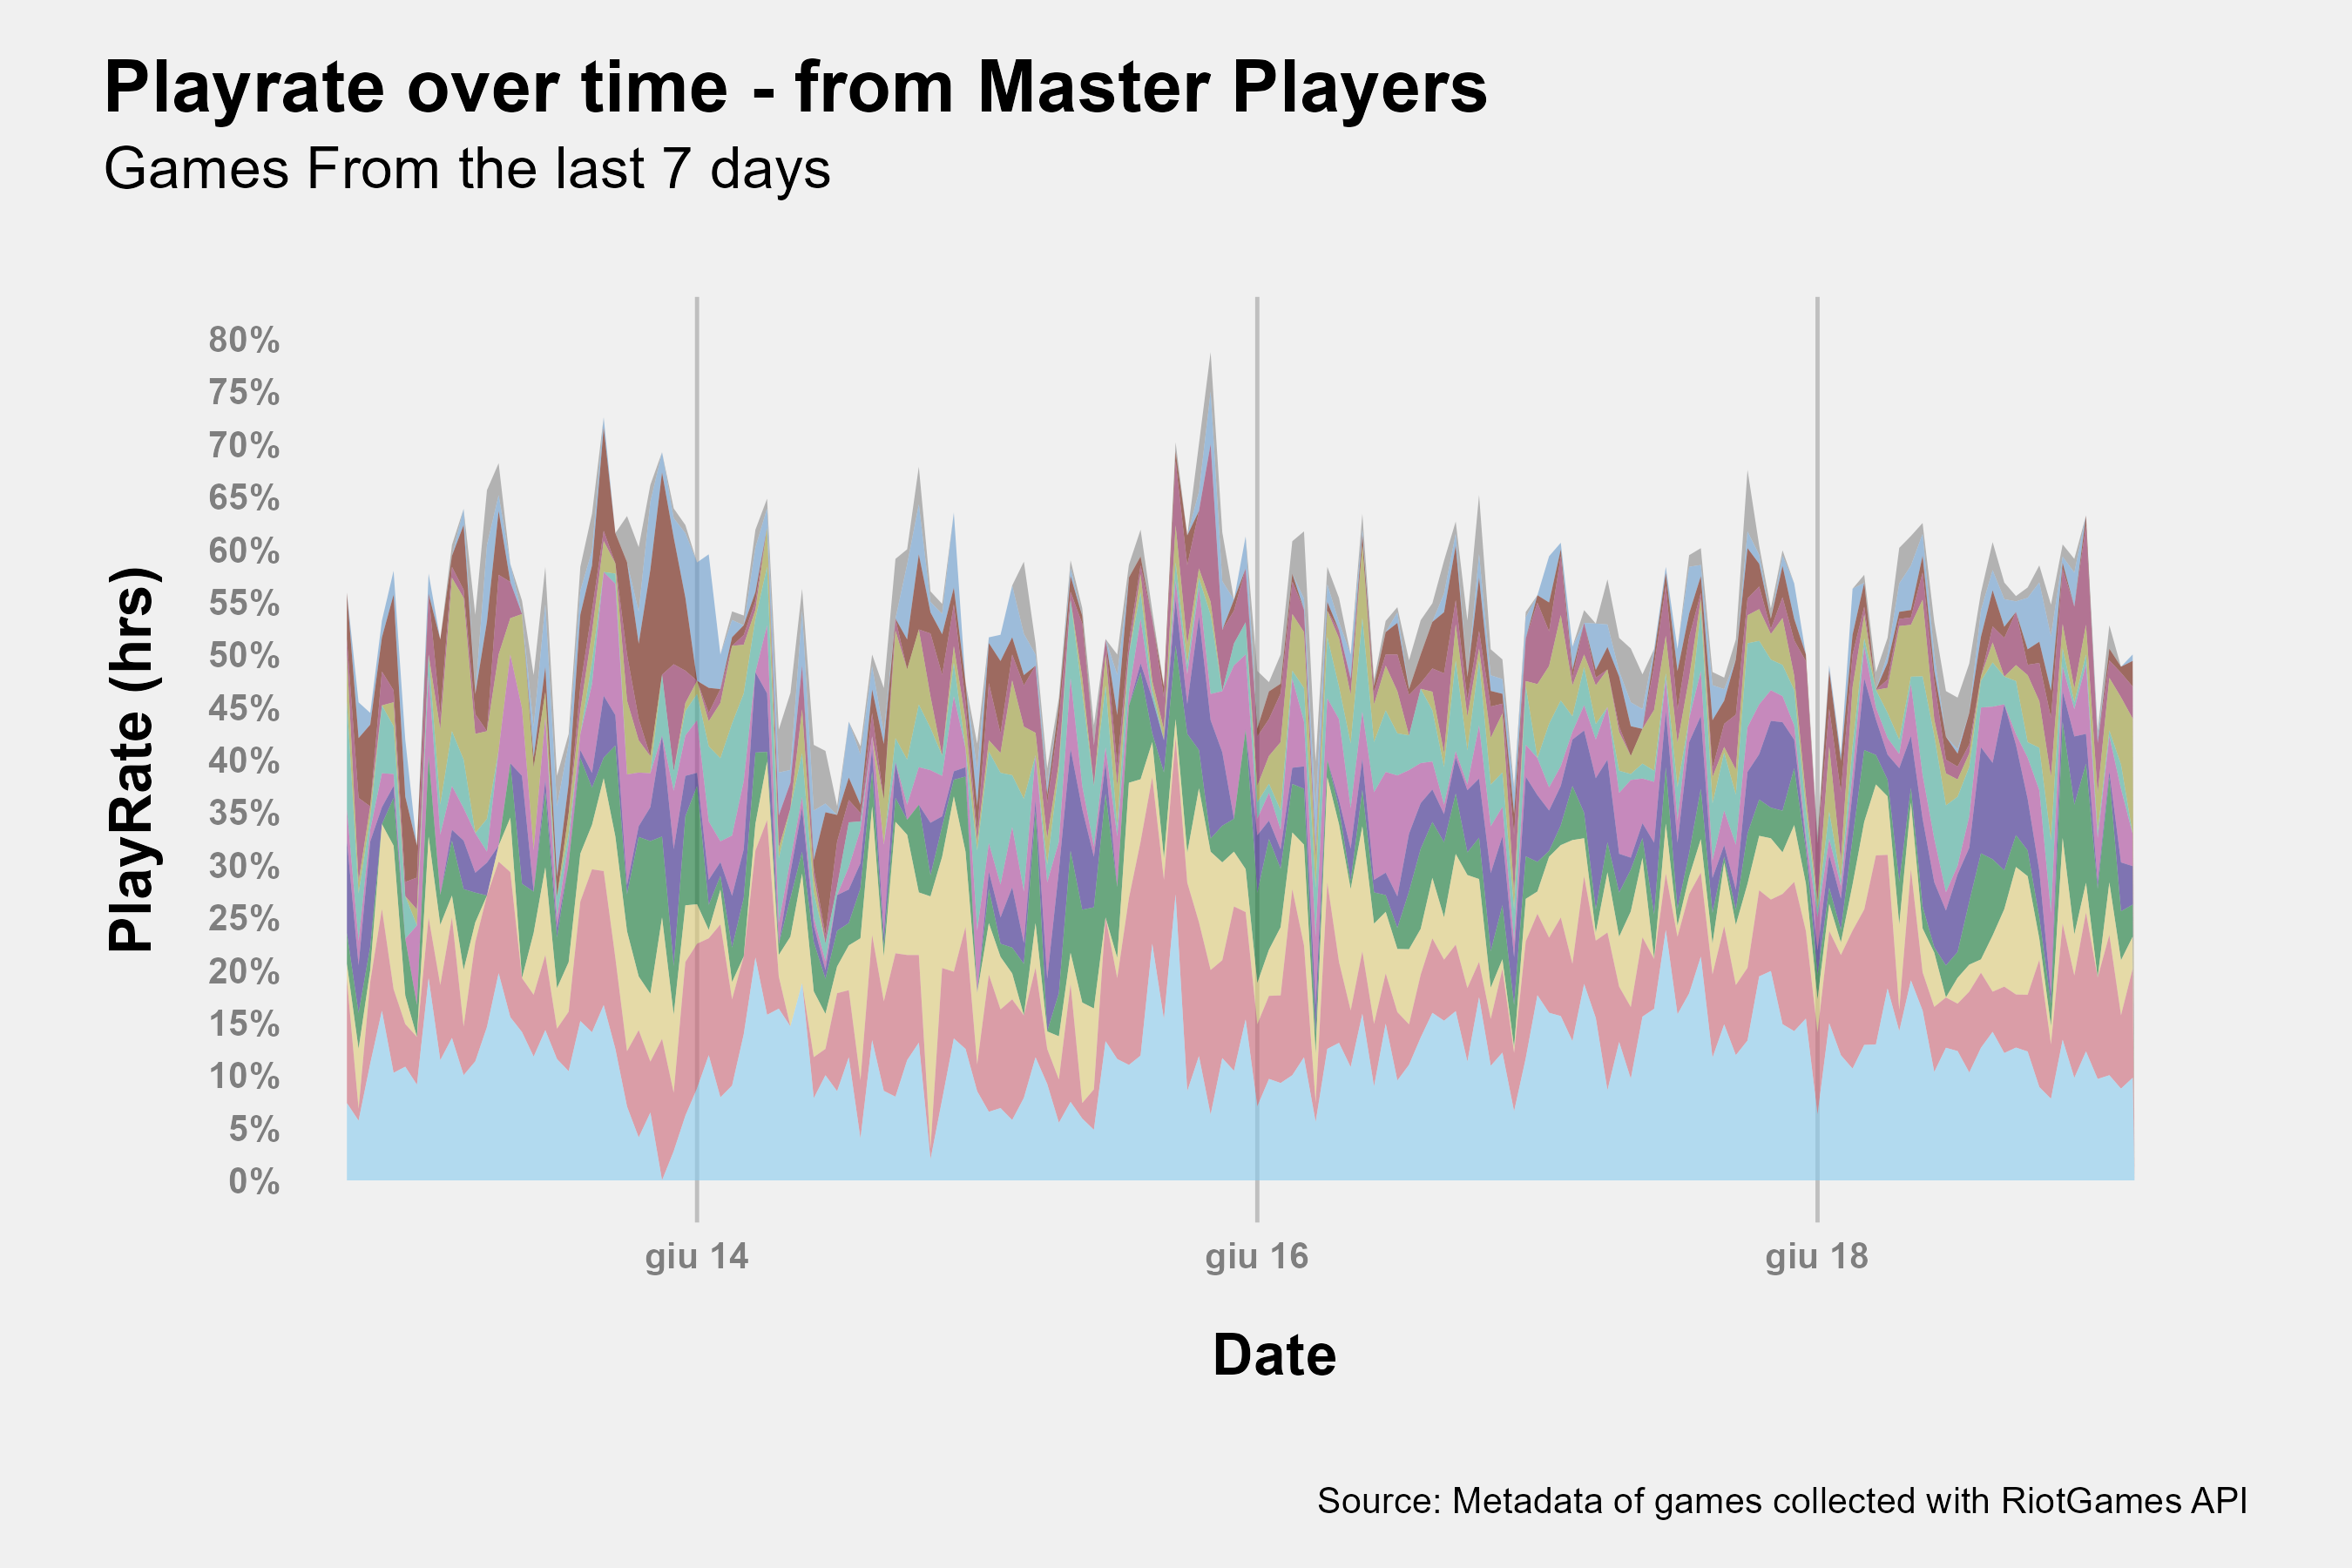 Playrate over time - from Master Players
Games From the last 7 days
PlayRate (hrs)
80%
75%
70%
65%
60%
55%
50%
45%
40%
35%
30%
25%
20%
15%
10%
5%
0%
giu 14
giu 16
giu 18
Date
Source: Metadata of games collected with RiotGames API